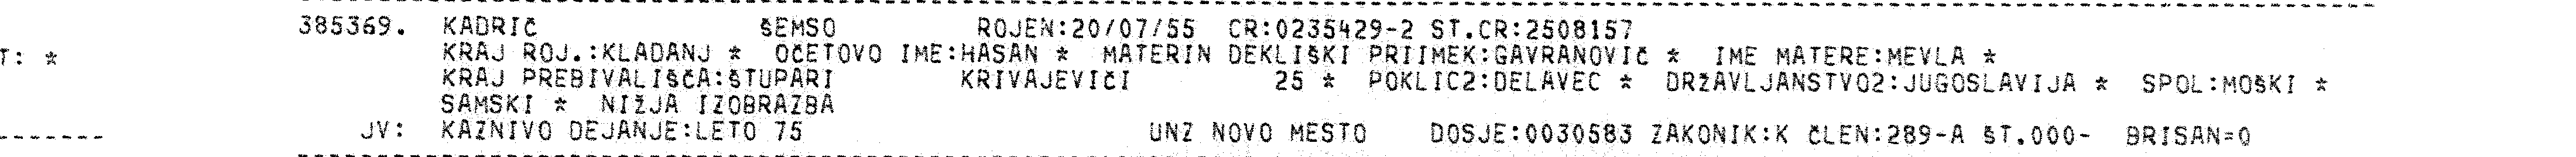 385369. KADRIČ ŠEMSO ROJEN:20/07/55 CR:0235429-2 ST.CR:2508157
T: * KRAJ ROJ.:KLADANJ * OČETOVO IME:HASAN * MATERIN DEKLIŠKI PRIIMEK:GAVRANOVIČ * IME MATERE:MEVLA *
KRAJ PREBIVALIŠČA:ŠTUPARI KRIVAJEVIČI 25 * POKLIC2:DELAVEC * DRŽAVLJANSTVO2:JUGOSLAVIJA * SPOL:MOŠKI *
SAMSKI * NIŽJA IZOBRAZBA
JV: KAZNIVO DEJANJE:LETO 75 UNZ NOVO MESTO DOSJE:0030583 ZAKONIK:K ČLEN:289-A ŠT.000- BRISAN=0